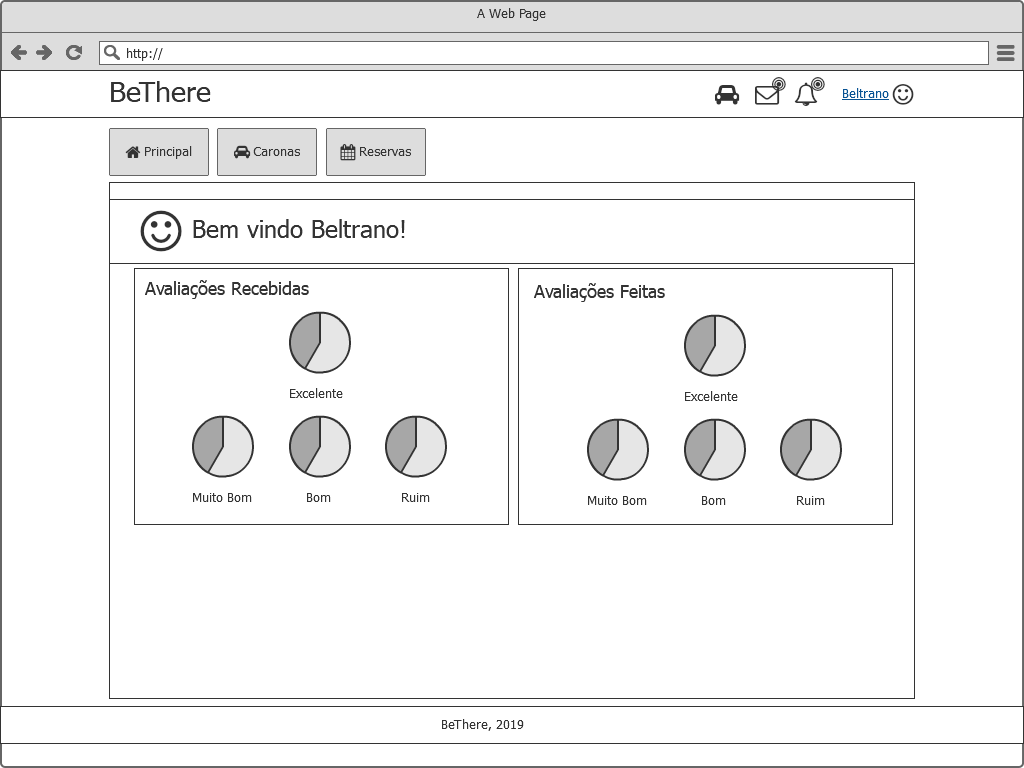 A Web Page
http://
BeThere
Beltrano
Principal
Caronas
Reservas
Bem vindo Beltrano!
Avaliações Recebidas
Excelente
Muito Bom
Bom
Ruim
Avaliações Feitas
Excelente
Muito Bom
Bom
Ruim
BeThere, 2019